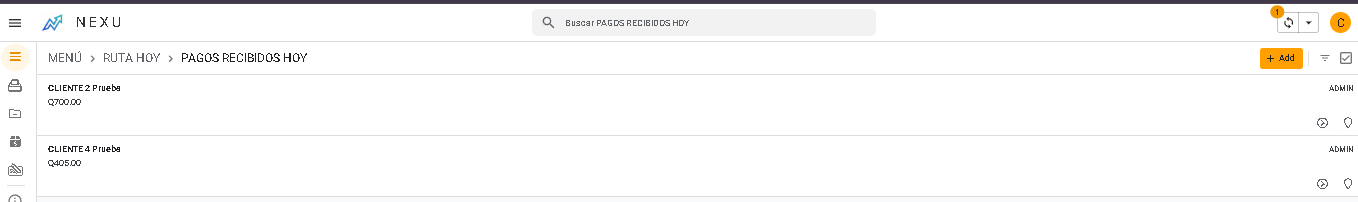 NEXU
Buscar PAGOS RECIBIDOS HOY
1
C
MENÚ > RUTA HOY > PAGOS RECIBIDOS HOY
+ Add
CLIENTE 2 Prueba
ADMIN
Q700.00
CLIENTE 4 Prueba
ADMIN
Q405.00